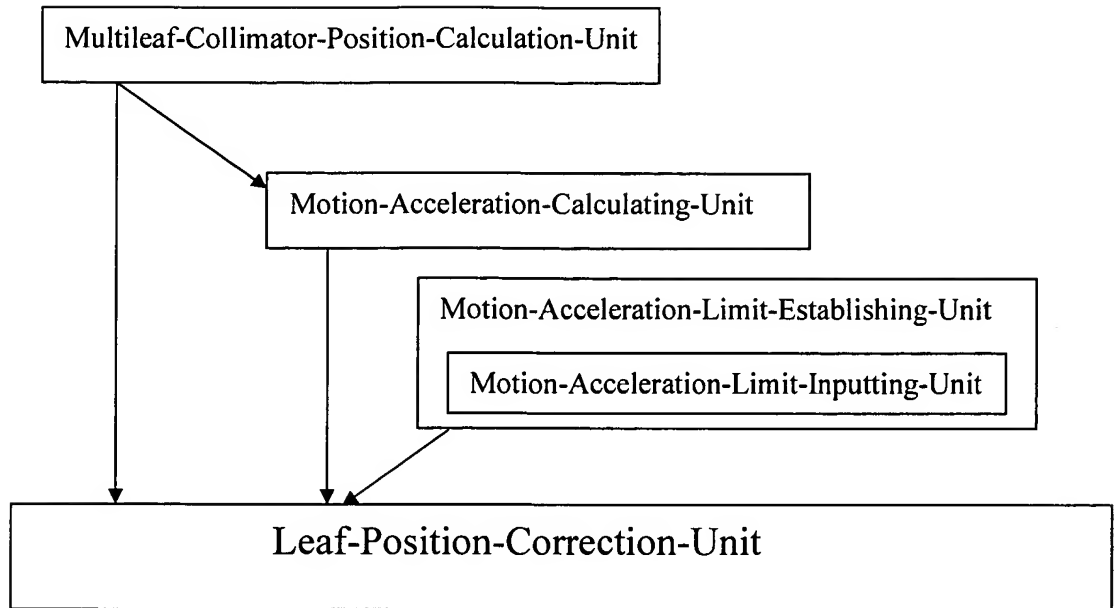 Multileaf-Collimator-Position-Calculation-Unit
Motion-Acceleration-Calculating-Unit
Motion-Acceleration-Limit-Establishing-Unit
Motion-Acceleration-Limit-Inputting-Unit
Leaf-Position-Correction-Unit